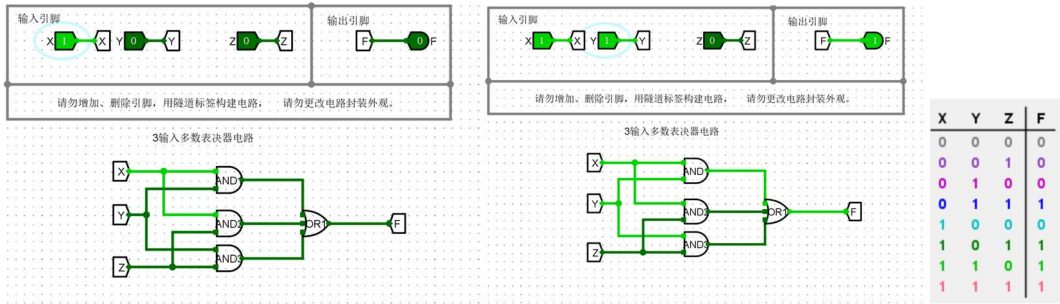 输入引脚
输出引脚
X 1 X Y 0 Y Z 0 Z
F 0 F
请勿增加、删除引脚，用隧道标签构建电路， 请勿更改电路封装外观。
3输入多数表决器电路
X
AND
Y
AND2
OR1
F
Z
AND3
输入引脚
输出引脚
X 1 X Y 1 Y Z 0 Z
F 1 F
请勿增加、删除引脚，用隧道标签构建电路， 请勿更改电路封装外观。
3输入多数表决器电路
X
AND
Y
AND2
OR1
F
Z
AND3
X Y Z F
0 0 0 0
0 0 1 0
0 1 0 0
0 1 1 1
1 0 0 0
1 0 1 1
1 1 0 1
1 1 1 1